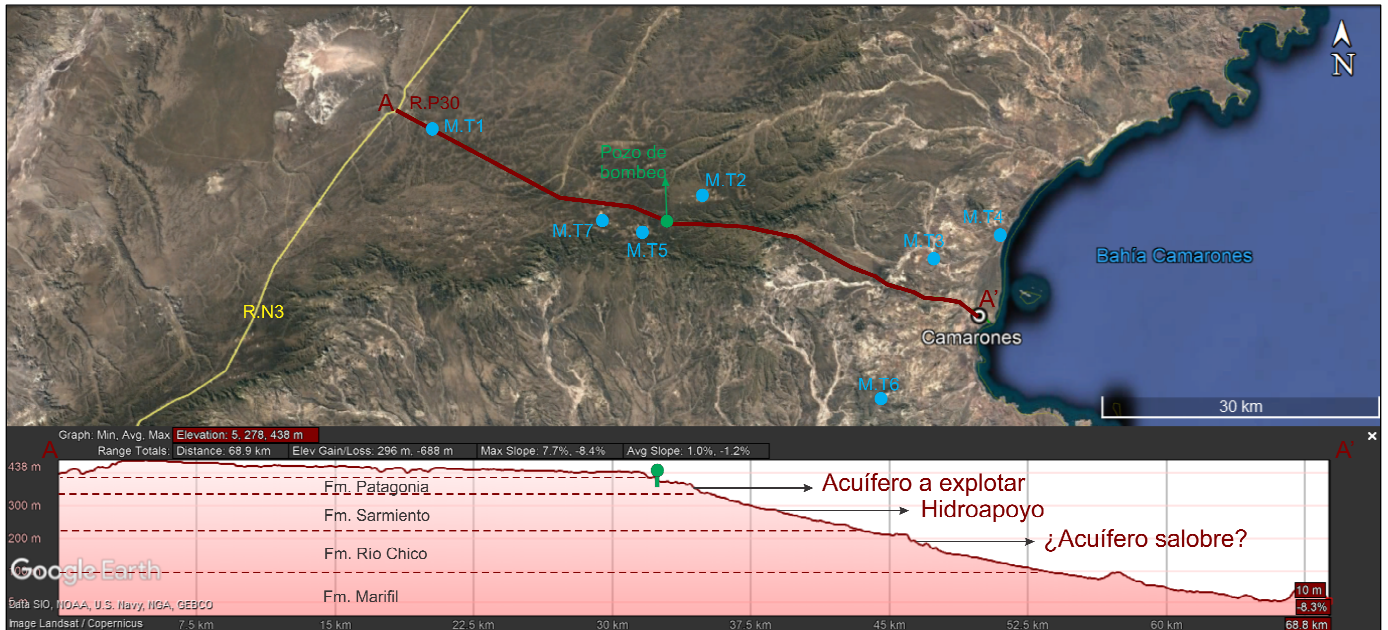 N
A
R.P30
M.T1
Pozo de
bombeo
M.T2
M.T7
M.T5
M.T4
M.T3
Bahía Camarones
A'
R.N3
Camarones
M.T6
30 km
Graph: Min, Avg, Max Elevation: 5, 278, 438 m
Range Totals: Distance: 68.9 km Elev Gain/Loss: 296 m, -688 m Max Slope: 7.7%, -8.4% Avg Slope: 1.0%, -1.2%
A
A'
438 m
Fm. Patagonia
Acuífero a explotar
300 m
Fm. Sarmiento
Hidroapoyo
200 m
¿Acuífero salobre?
Fm. Rio Chico
Google Earth
10 m
Fm. Marifil
-8.3%
Data SIO, NOAA, U.S. Navy, NGA, GEBCO
Image Landsat / Copernicus
7.5 km 15 km 22.5 km 30 km 37.5 km 45 km 52.5 km 60 km 68.8 km